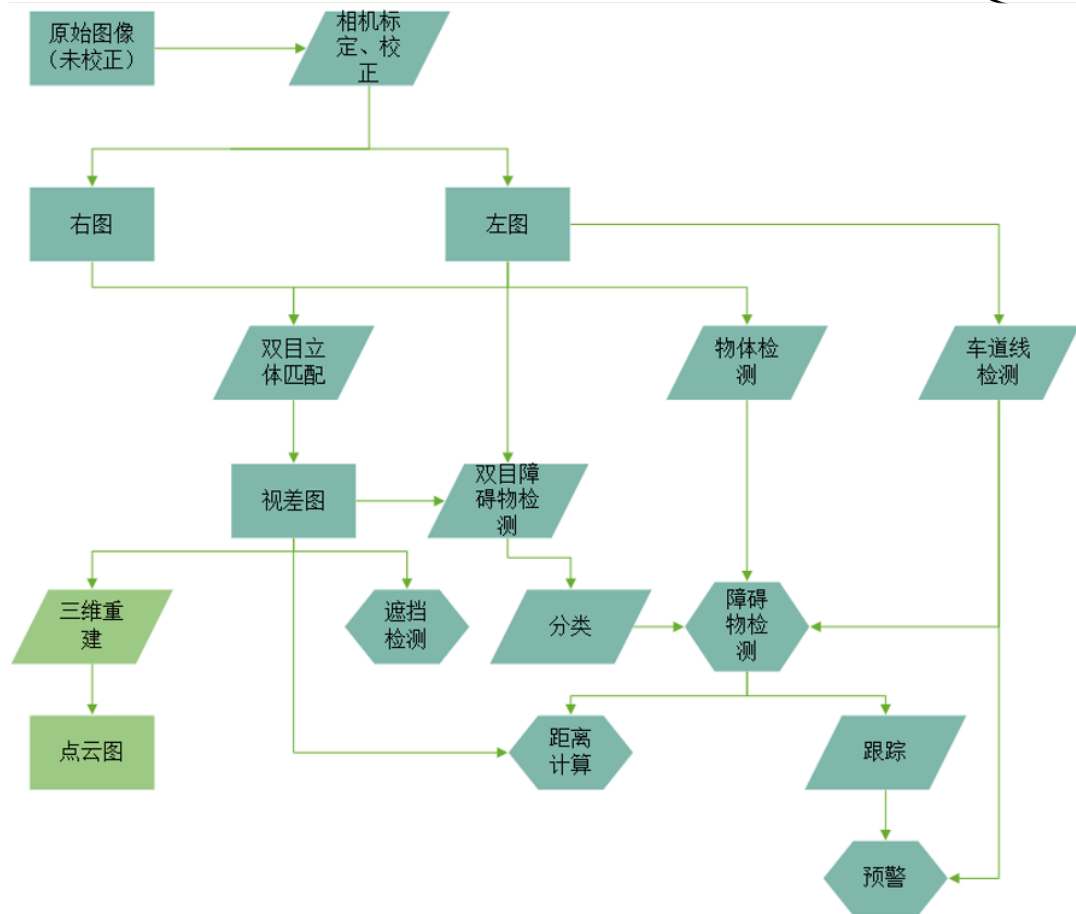 原始图像
（未校正）
相机标
定、校
正
右图
左图
双目立
体匹配
物体检
测
车道线
检测
视差图
双目障
碍物检
测
三维重
建
遮挡
检测
分类
障碍
物检
测
点云图
距离
计算
跟踪
预警